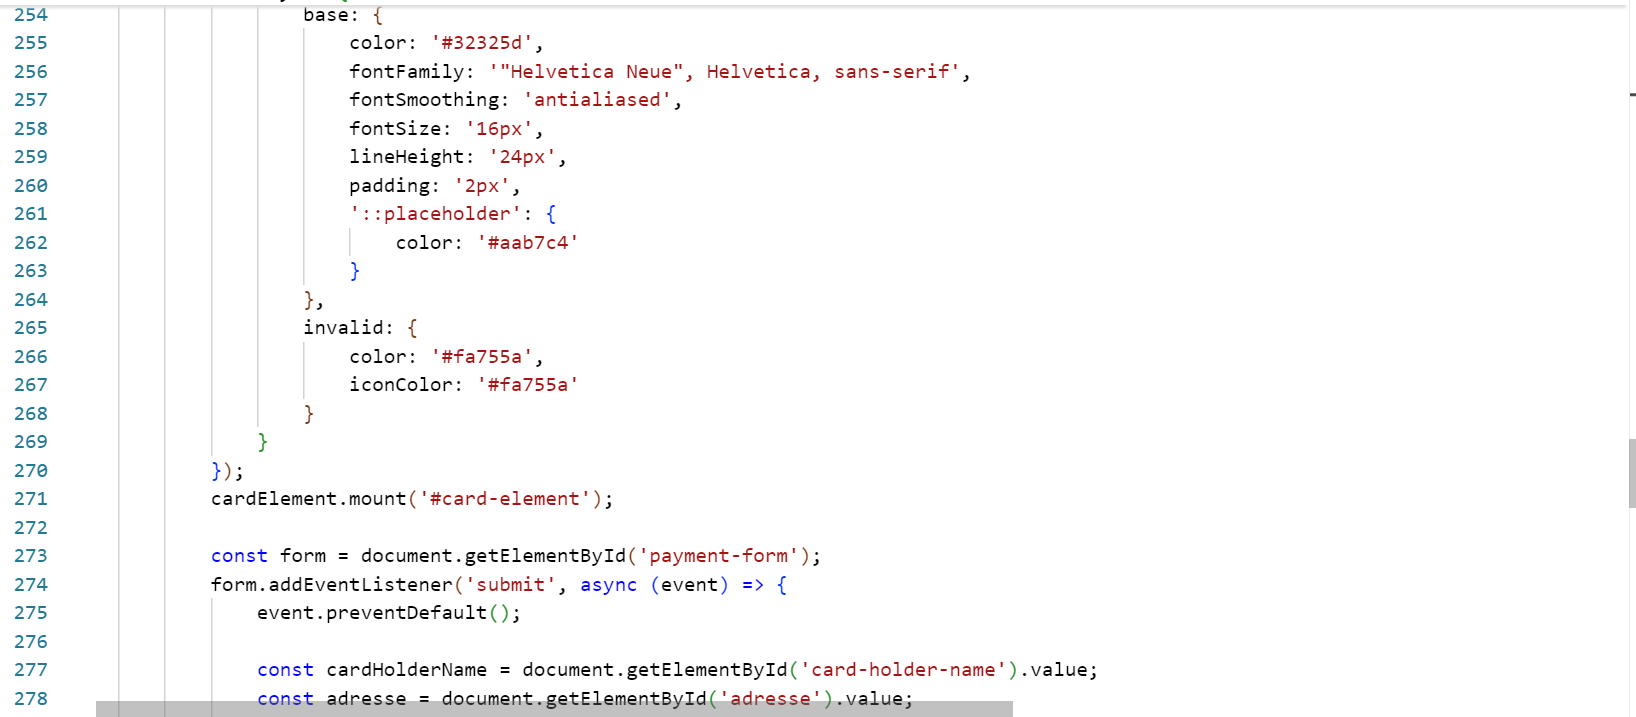 254 base: {
255 color: '#32325d',
256 fontFamily: '"Helvetica Neue", Helvetica, sans-serif',
257 fontSmoothing: 'antialiased',
258 fontSize: '16px',
259 lineHeight: '24px',
260 padding: '2px',
261 '::placeholder': {
262 color: '#aab7c4'
263 }
264 },
265 invalid: {
266 color: '#fa755a',
267 iconColor: '#fa755a'
268 }
269 }
270 });
271 cardElement.mount('#card-element');
272
273 const form = document.getElementById('payment-form');
274 form.addEventListener('submit', async (event) => {
275 event.preventDefault();
276
277 const cardHolderName = document.getElementById('card-holder-name').value;
278 const adresse = document.getElementById('adresse').value;